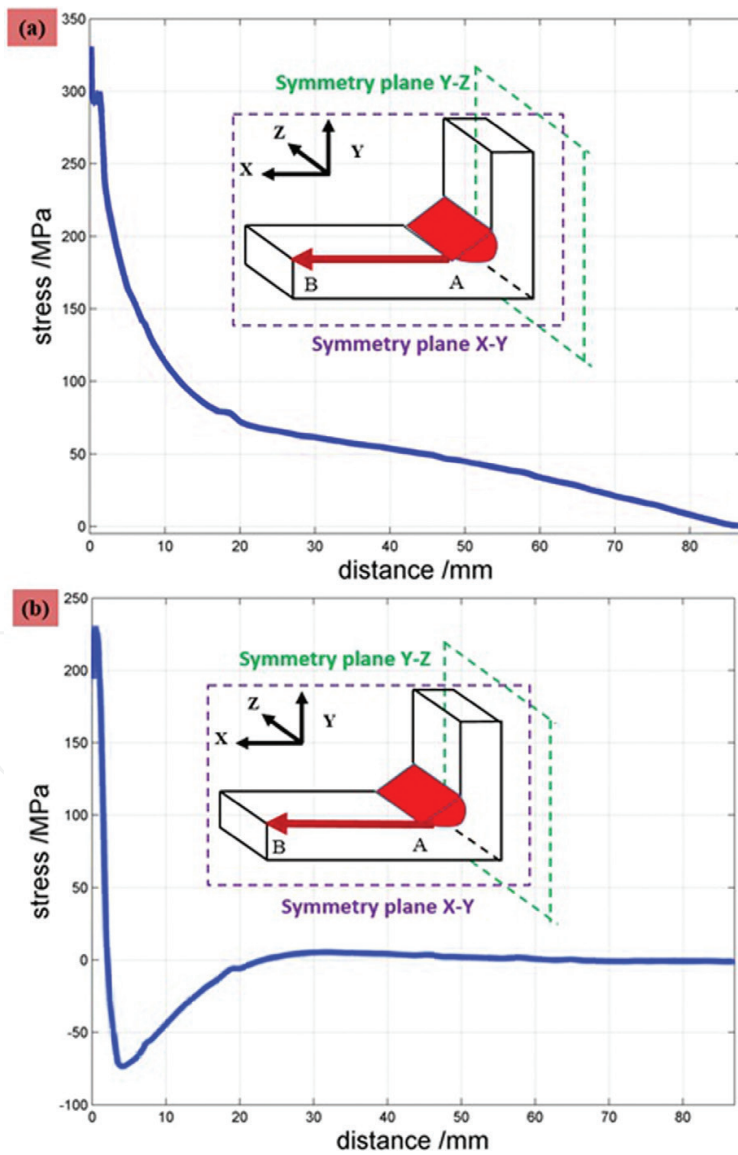 (a)
350
300
250
200
150
100
50
0
stress /MPa
Symmetry plane Y-Z
Z
Y
X
B
A
Symmetry plane X-Y
0 10 20 30 40 50 60 70 80
distance /mm
(b)
250
200
150
100
50
0
-50
-100
stress /MPa
Symmetry plane Y-Z
Z
Y
X
B
A
Symmetry plane X-Y
0 10 20 30 40 50 60 70 80
distance /mm